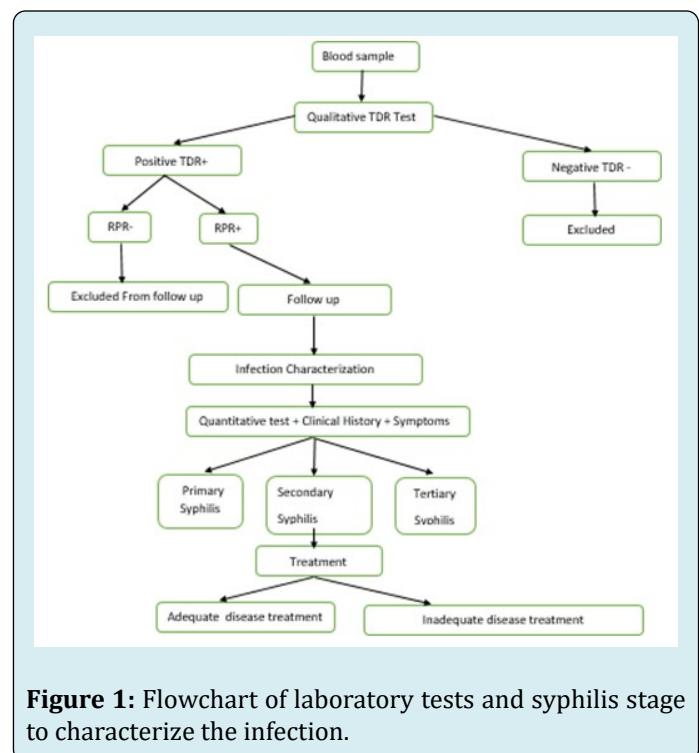 Blood sample
Qualitative TDR Test
Positive TDR+
Negative TDR -
RPR-
RPR+
Excluded
Excluded From follow up
Follow up
Infection Characterization
Quantitative test + Clinical History + Symptoms
Primary
Syphilis
Secondary
Syphilis
Tertiary
Syphilis
Treatment
Adequate disease treatment
Inadequate disease treatment
Figure 1: Flowchart of laboratory tests and syphilis stage
to characterize the infection.